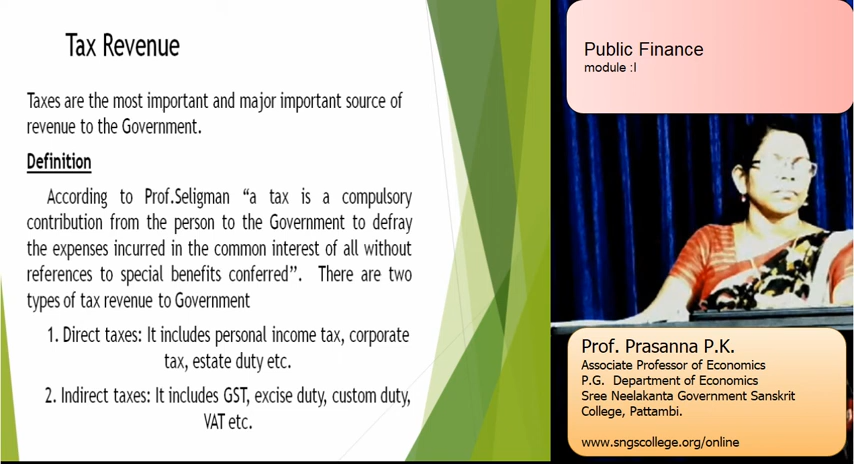 Tax Revenue
Taxes are the most important and major important source of
revenue to the Government.
Definition
According to Prof.Seligman “a tax is a compulsory
contribution from the person to the Government to defray
the expenses incurred in the common interest of all without
references to special benefits conferred”. There are two
types of tax revenue to Government
1. Direct taxes: It includes personal income tax, corporate
tax, estate duty etc.
2. Indirect taxes: It includes GST, excise duty, custom duty,
VAT etc.
Public Finance
module :I
Prof. Prasanna P.K.
Associate Professor of Economics
P.G. Department of Economics
Sree Neelakanta Government Sanskrit
College, Pattambi.
www.sngscollege.org/online